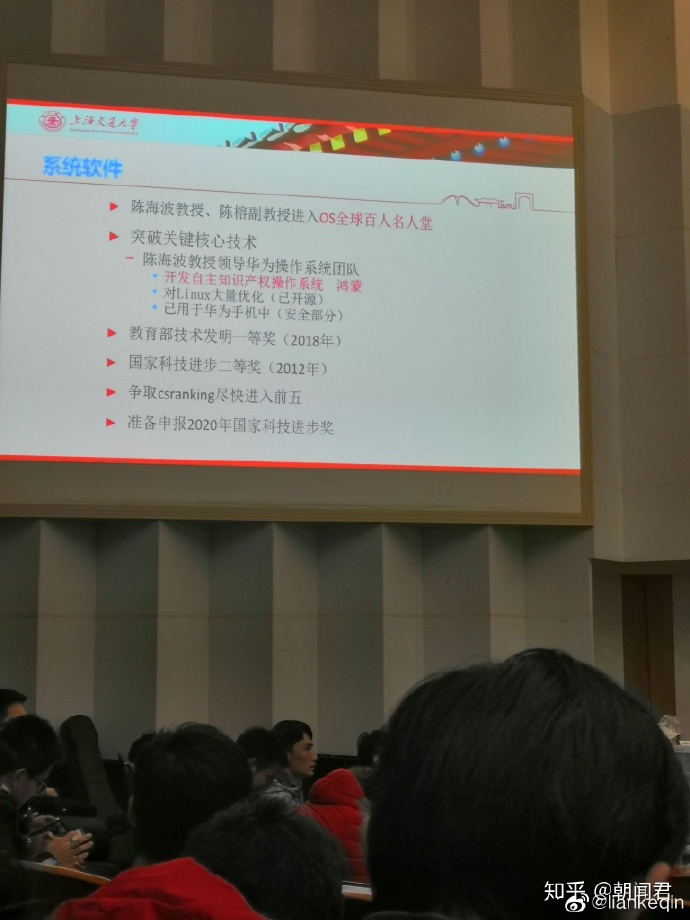 上海交通大学
系统软件
陈海波教授、陈榕副教授进入OS全球百人名人堂
突破关键核心技术
陈海波教授领导华为操作系统团队
开发自主知识产权操作系统 鸿蒙
对Linux大量优化（已开源）
已用于华为手机中（安全部分）
教育部技术发明一等奖（2018年）
国家科技进步二等奖（2012年）
争取csranking尽快进入前五
准备申报2020年国家科技进步奖
知乎 @朝闻君
@liankeqin